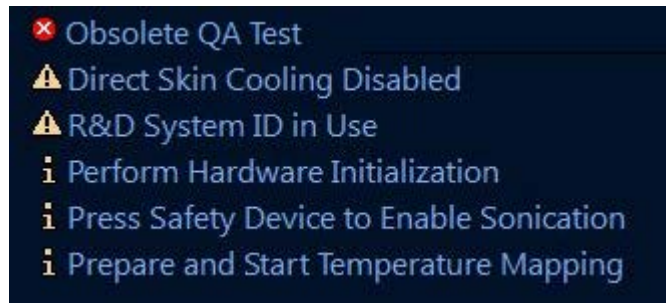 Obsolete QA Test
Direct Skin Cooling Disabled
R&D System ID in Use
Perform Hardware Initialization
Press Safety Device to Enable Sonication
Prepare and Start Temperature Mapping